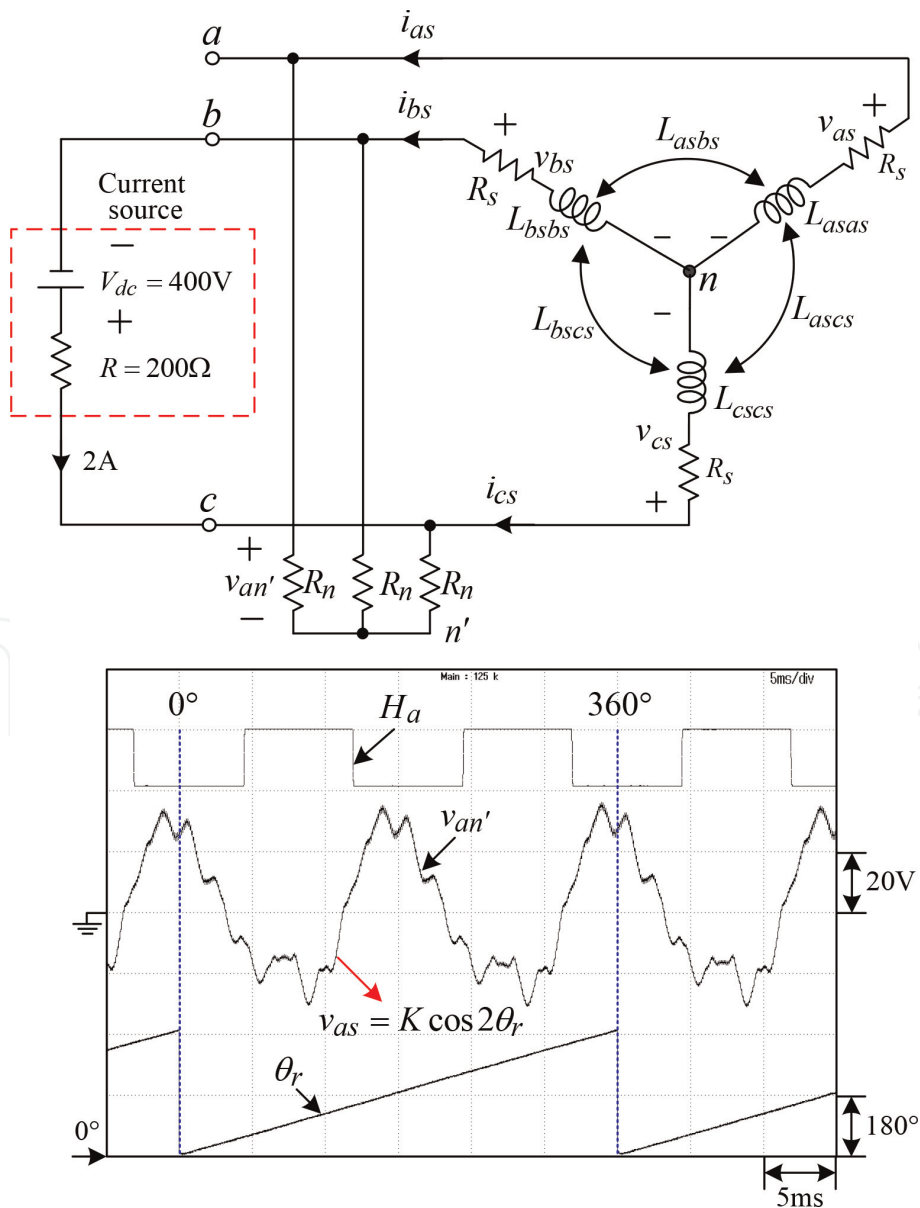 a
i_as
b
i_bs
+
v_bs
R_s
L_bsbs
L_asbs
+
v_as
R_s
L_asas
Current
source
−
V_dc = 400V
+
R = 200Ω
−
−
n
−
L_bscs
L_ascs
L_cscs
v_cs
R_s
+
2A
c
i_cs
+
v_an′
−
R_n
R_n
R_n
n′
Main : 125 k
5ms/div
0°
H_a
360°
v_an′
20V
v_as = K cos 2θ_r
θ_r
0°
180°
5ms